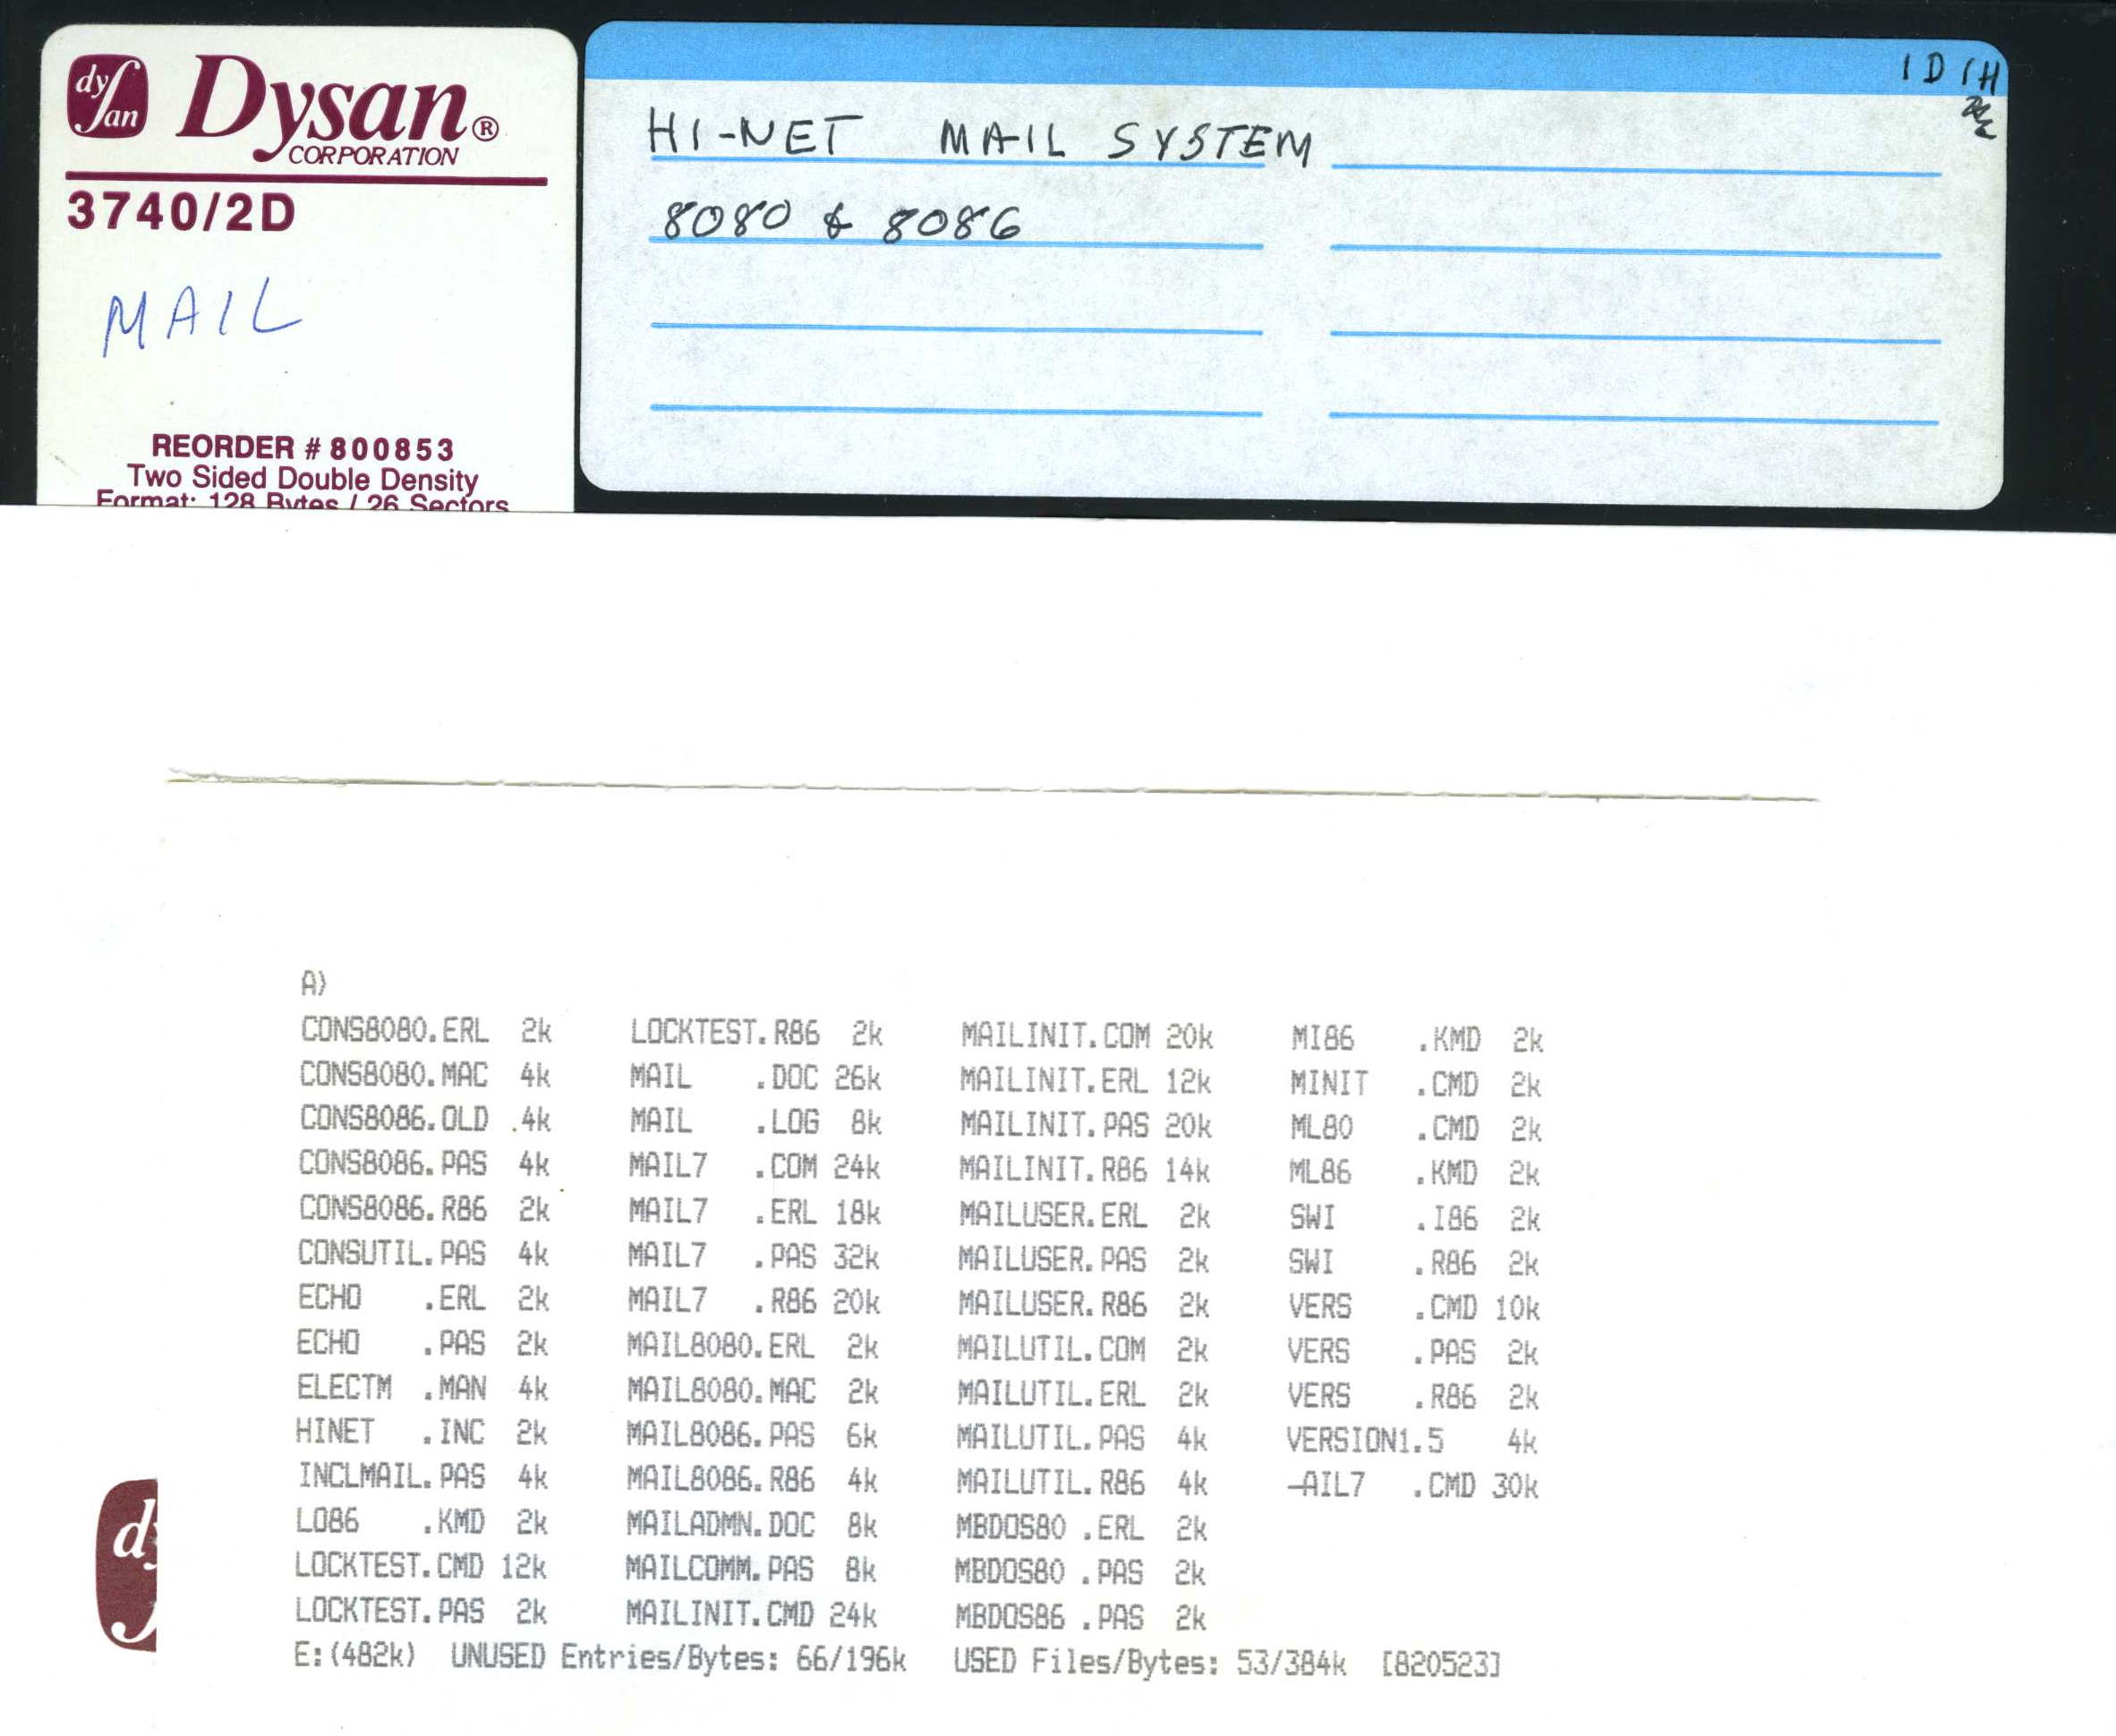 dy
san
Dysan®
CORPORATION
3740/2D
MAIL
REORDER # 800853
Two Sided Double Density
Format: 128 Bytes / 26 Sectors
1D 1H
HI-NET MAIL SYSTEM
8080 & 8086
A)
CONS8080.ERL 2k LOCKTEST.R86 2k MAILINIT.COM 20k MI86 .KMD 2k
CONS8080.MAC 4k MAIL .DOC 26k MAILINIT.ERL 12k MINIT .CMD 2k
CONS8086.OLD 4k MAIL .LOG 8k MAILINIT.PAS 20k ML80 .CMD 2k
CONS8086.PAS 4k MAIL7 .COM 24k MAILINIT.R86 14k ML86 .KMD 2k
CONS8086.R86 2k MAIL7 .ERL 18k MAILUSER.ERL 2k SWI .I86 2k
CONSUTIL.PAS 4k MAIL7 .PAS 32k MAILUSER.PAS 2k SWI .R86 2k
ECHO .ERL 2k MAIL7 .R86 20k MAILUSER.R86 2k VERS .CMD 10k
ECHO .PAS 2k MAIL8080.ERL 2k MAILUTIL.COM 2k VERS .PAS 2k
ELECTM .MAN 4k MAIL8080.MAC 2k MAILUTIL.ERL 2k VERS .R86 2k
HINET .INC 2k MAIL8086.PAS 6k MAILUTIL.PAS 4k VERSION1.5 4k
INCLMAIL.PAS 4k MAIL8086.R86 4k MAILUTIL.R86 4k -AIL7 .CMD 30k
LO86 .KMD 2k MAILADMN.DOC 8k MBDOS80 .ERL 2k
LOCKTEST.CMD 12k MAILCOMM.PAS 8k MBDOS80 .PAS 2k
LOCKTEST.PAS 2k MAILINIT.CMD 24k MBDOS86 .PAS 2k
E:(482k) UNUSED Entries/Bytes: 66/196k USED Files/Bytes: 53/384k [820523]